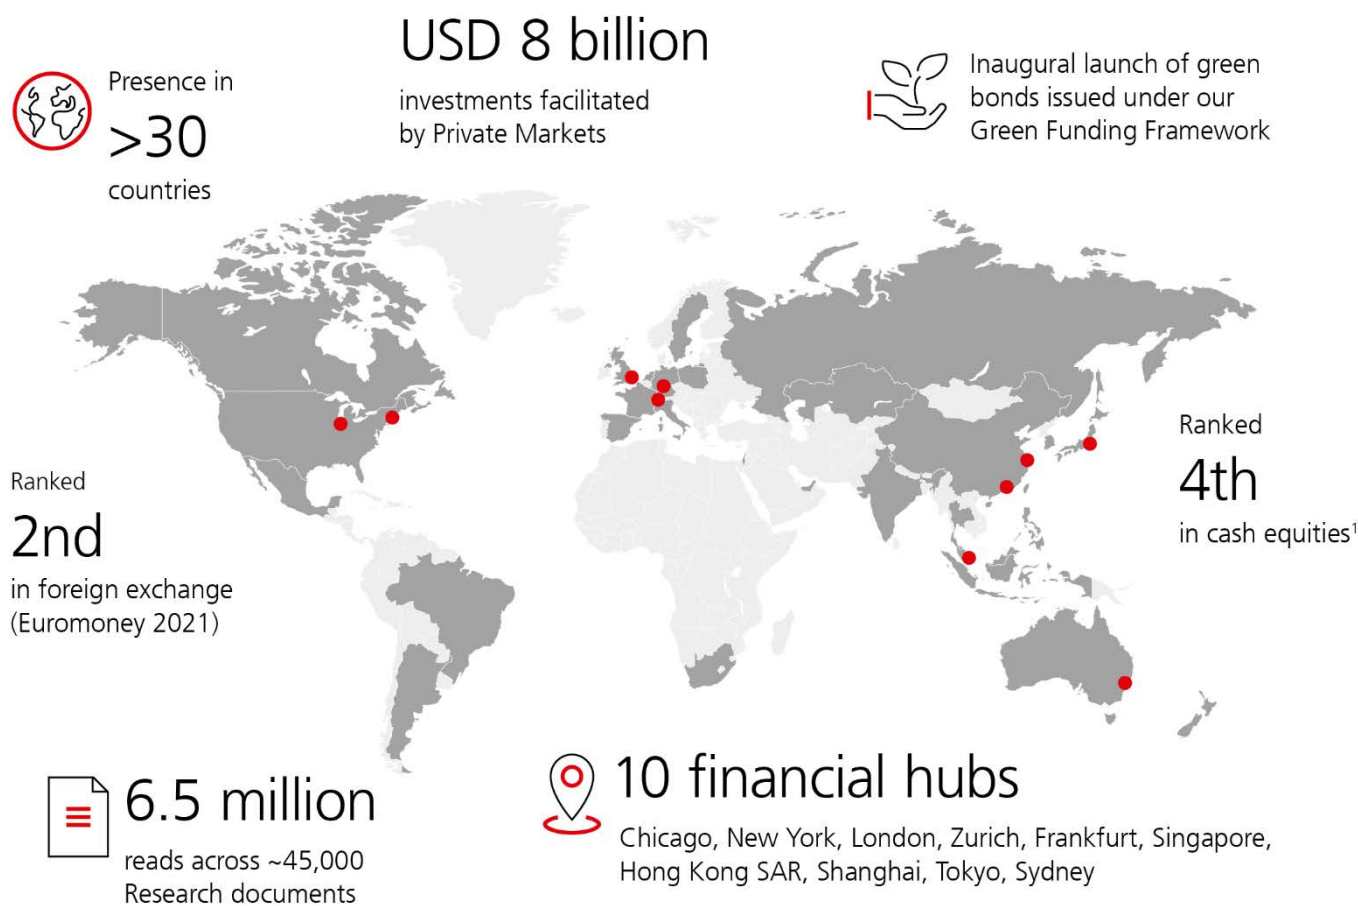 USD 8 billion
investments facilitated
by Private Markets
Presence in
>30
countries
Inaugural launch of green
bonds issued under our
Green Funding Framework
Ranked
2nd
in foreign exchange
(Euromoney 2021)
Ranked
4th
in cash equities¹
6.5 million
reads across ~45,000
Research documents
10 financial hubs
Chicago, New York, London, Zurich, Frankfurt, Singapore,
Hong Kong SAR, Shanghai, Tokyo, Sydney